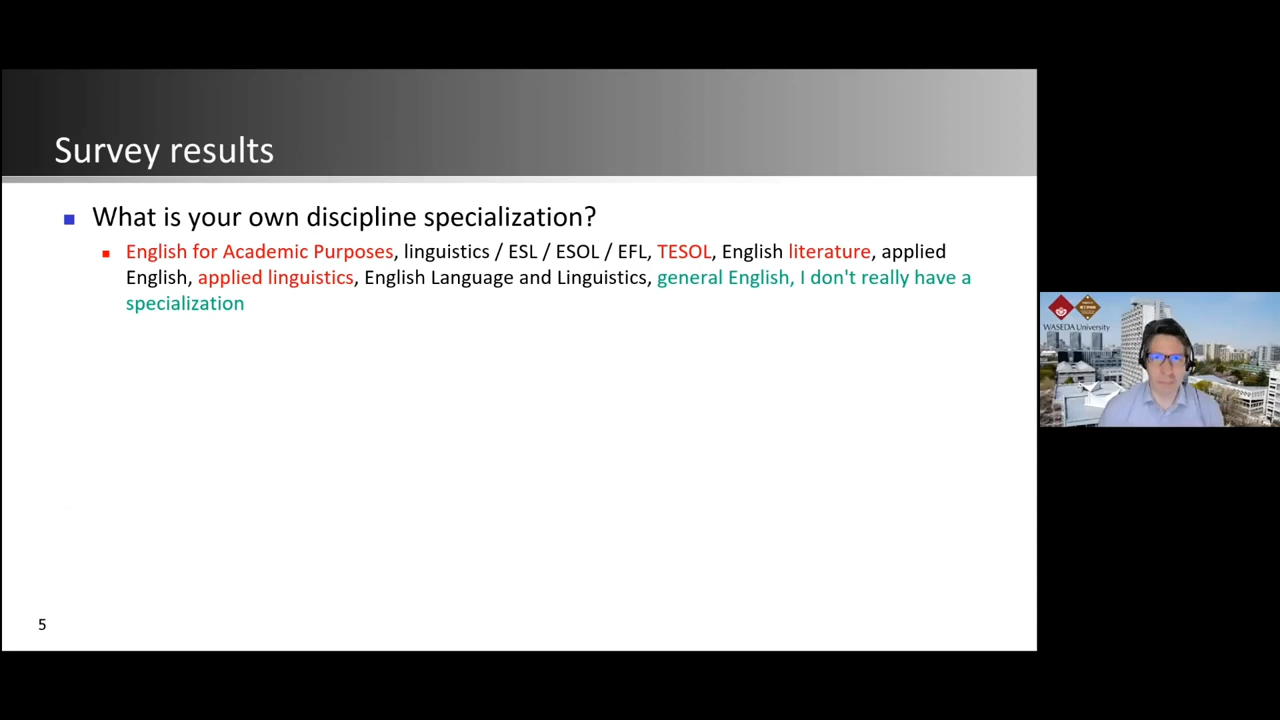 Survey results
What is your own discipline specialization?
English for Academic Purposes, linguistics / ESL / ESOL / EFL, TESOL, English literature, applied
English, applied linguistics, English Language and Linguistics, general English, I don't really have a
specialization
5
WASEDA University